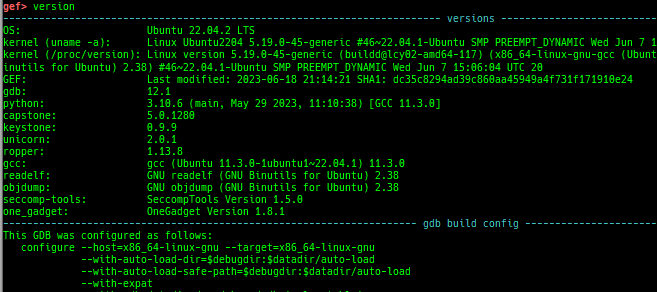 gef> version
versions
OS: Ubuntu 22.04.2 LTS
kernel (uname -a): Linux Ubuntu2204 5.19.0-45-generic #46~22.04.1-Ubuntu SMP PREEMPT_DYNAMIC Wed Jun 7 1
kernel (/proc/version): Linux version 5.19.0-45-generic (buildd@lcy02-amd64-117) (x86_64-linux-gnu-gcc (Ubunt
inutils for Ubuntu) 2.38) #46~22.04.1-Ubuntu SMP PREEMPT_DYNAMIC Wed Jun 7 15:06:04 UTC 20
GEF: Last modified: 2023-06-18 21:14:21 SHA1: dc35c8294ad39c860aa45949a4f731f171910e24
gdb: 12.1
python: 3.10.6 (main, May 29 2023, 11:10:38) [GCC 11.3.0]
capstone: 5.0.1280
keystone: 0.9.9
unicorn: 2.0.1
ropper: 1.13.8
gcc: gcc (Ubuntu 11.3.0-1ubuntu1~22.04.1) 11.3.0
readelf: GNU readelf (GNU Binutils for Ubuntu) 2.38
objdump: GNU objdump (GNU Binutils for Ubuntu) 2.38
seccomp-tools: SeccompTools Version 1.5.0
one_gadget: OneGadget Version 1.8.1
gdb build config
This GDB was configured as follows:
configure --host=x86_64-linux-gnu --target=x86_64-linux-gnu
--with-auto-load-dir=$debugdir:$datadir/auto-load
--with-auto-load-safe-path=$debugdir:$datadir/auto-load
--with-expat